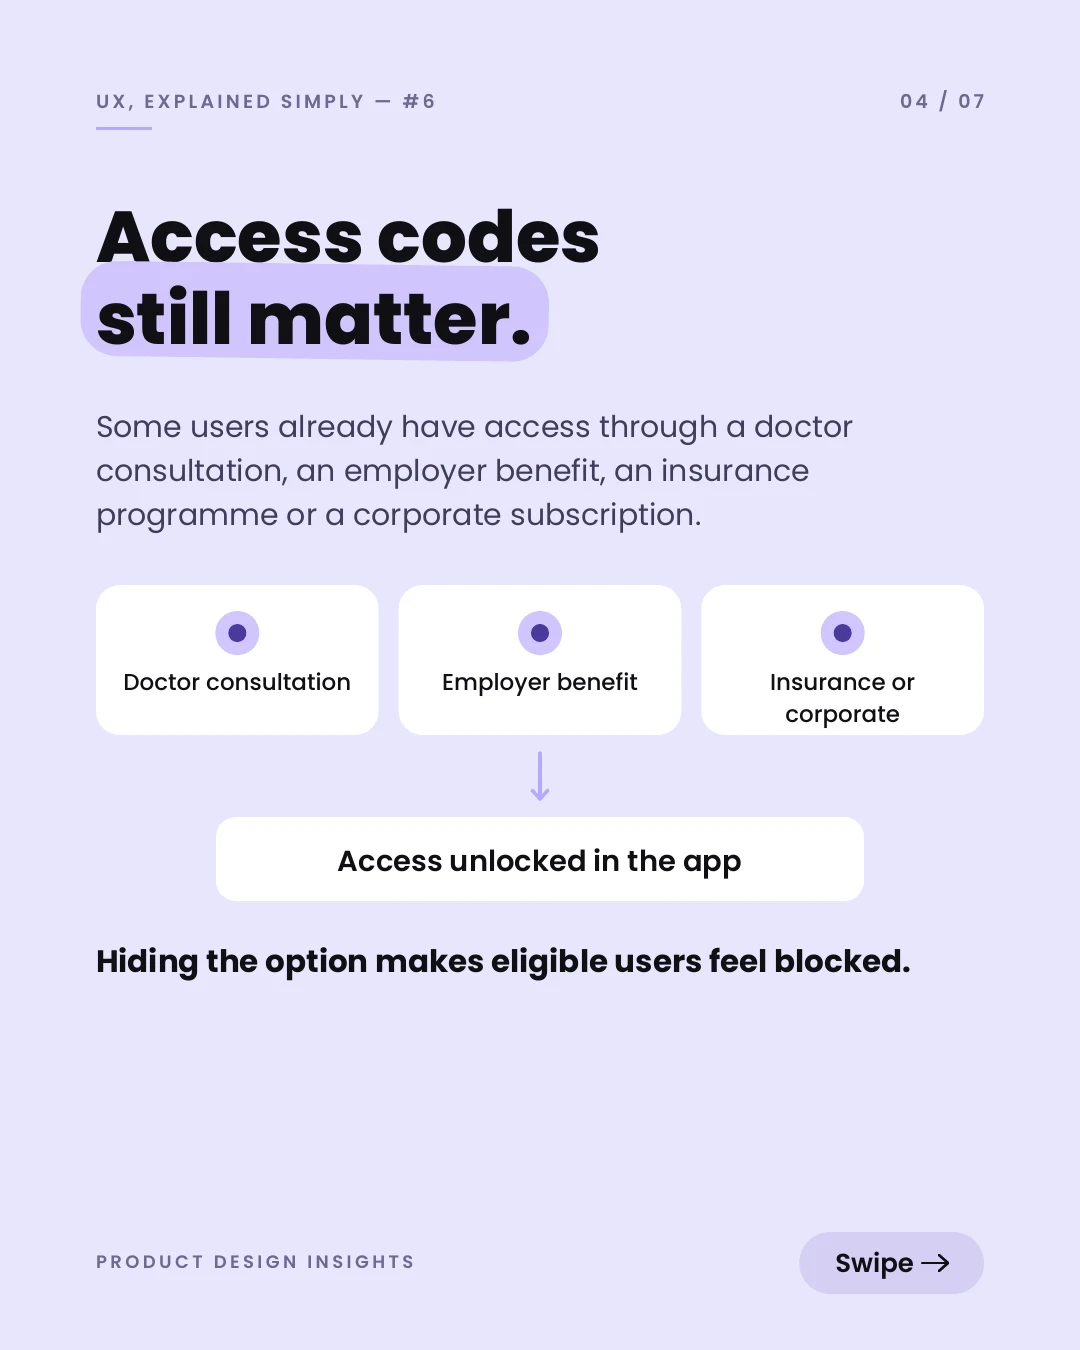 UX, EXPLAINED SIMPLY — #6
04 / 07
Access codes
still matter.
Some users already have access through a doctor
consultation, an employer benefit, an insurance
programme or a corporate subscription.
Doctor consultation
Employer benefit
Insurance or
corporate
Access unlocked in the app
Hiding the option makes eligible users feel blocked.
PRODUCT DESIGN INSIGHTS
Swipe →